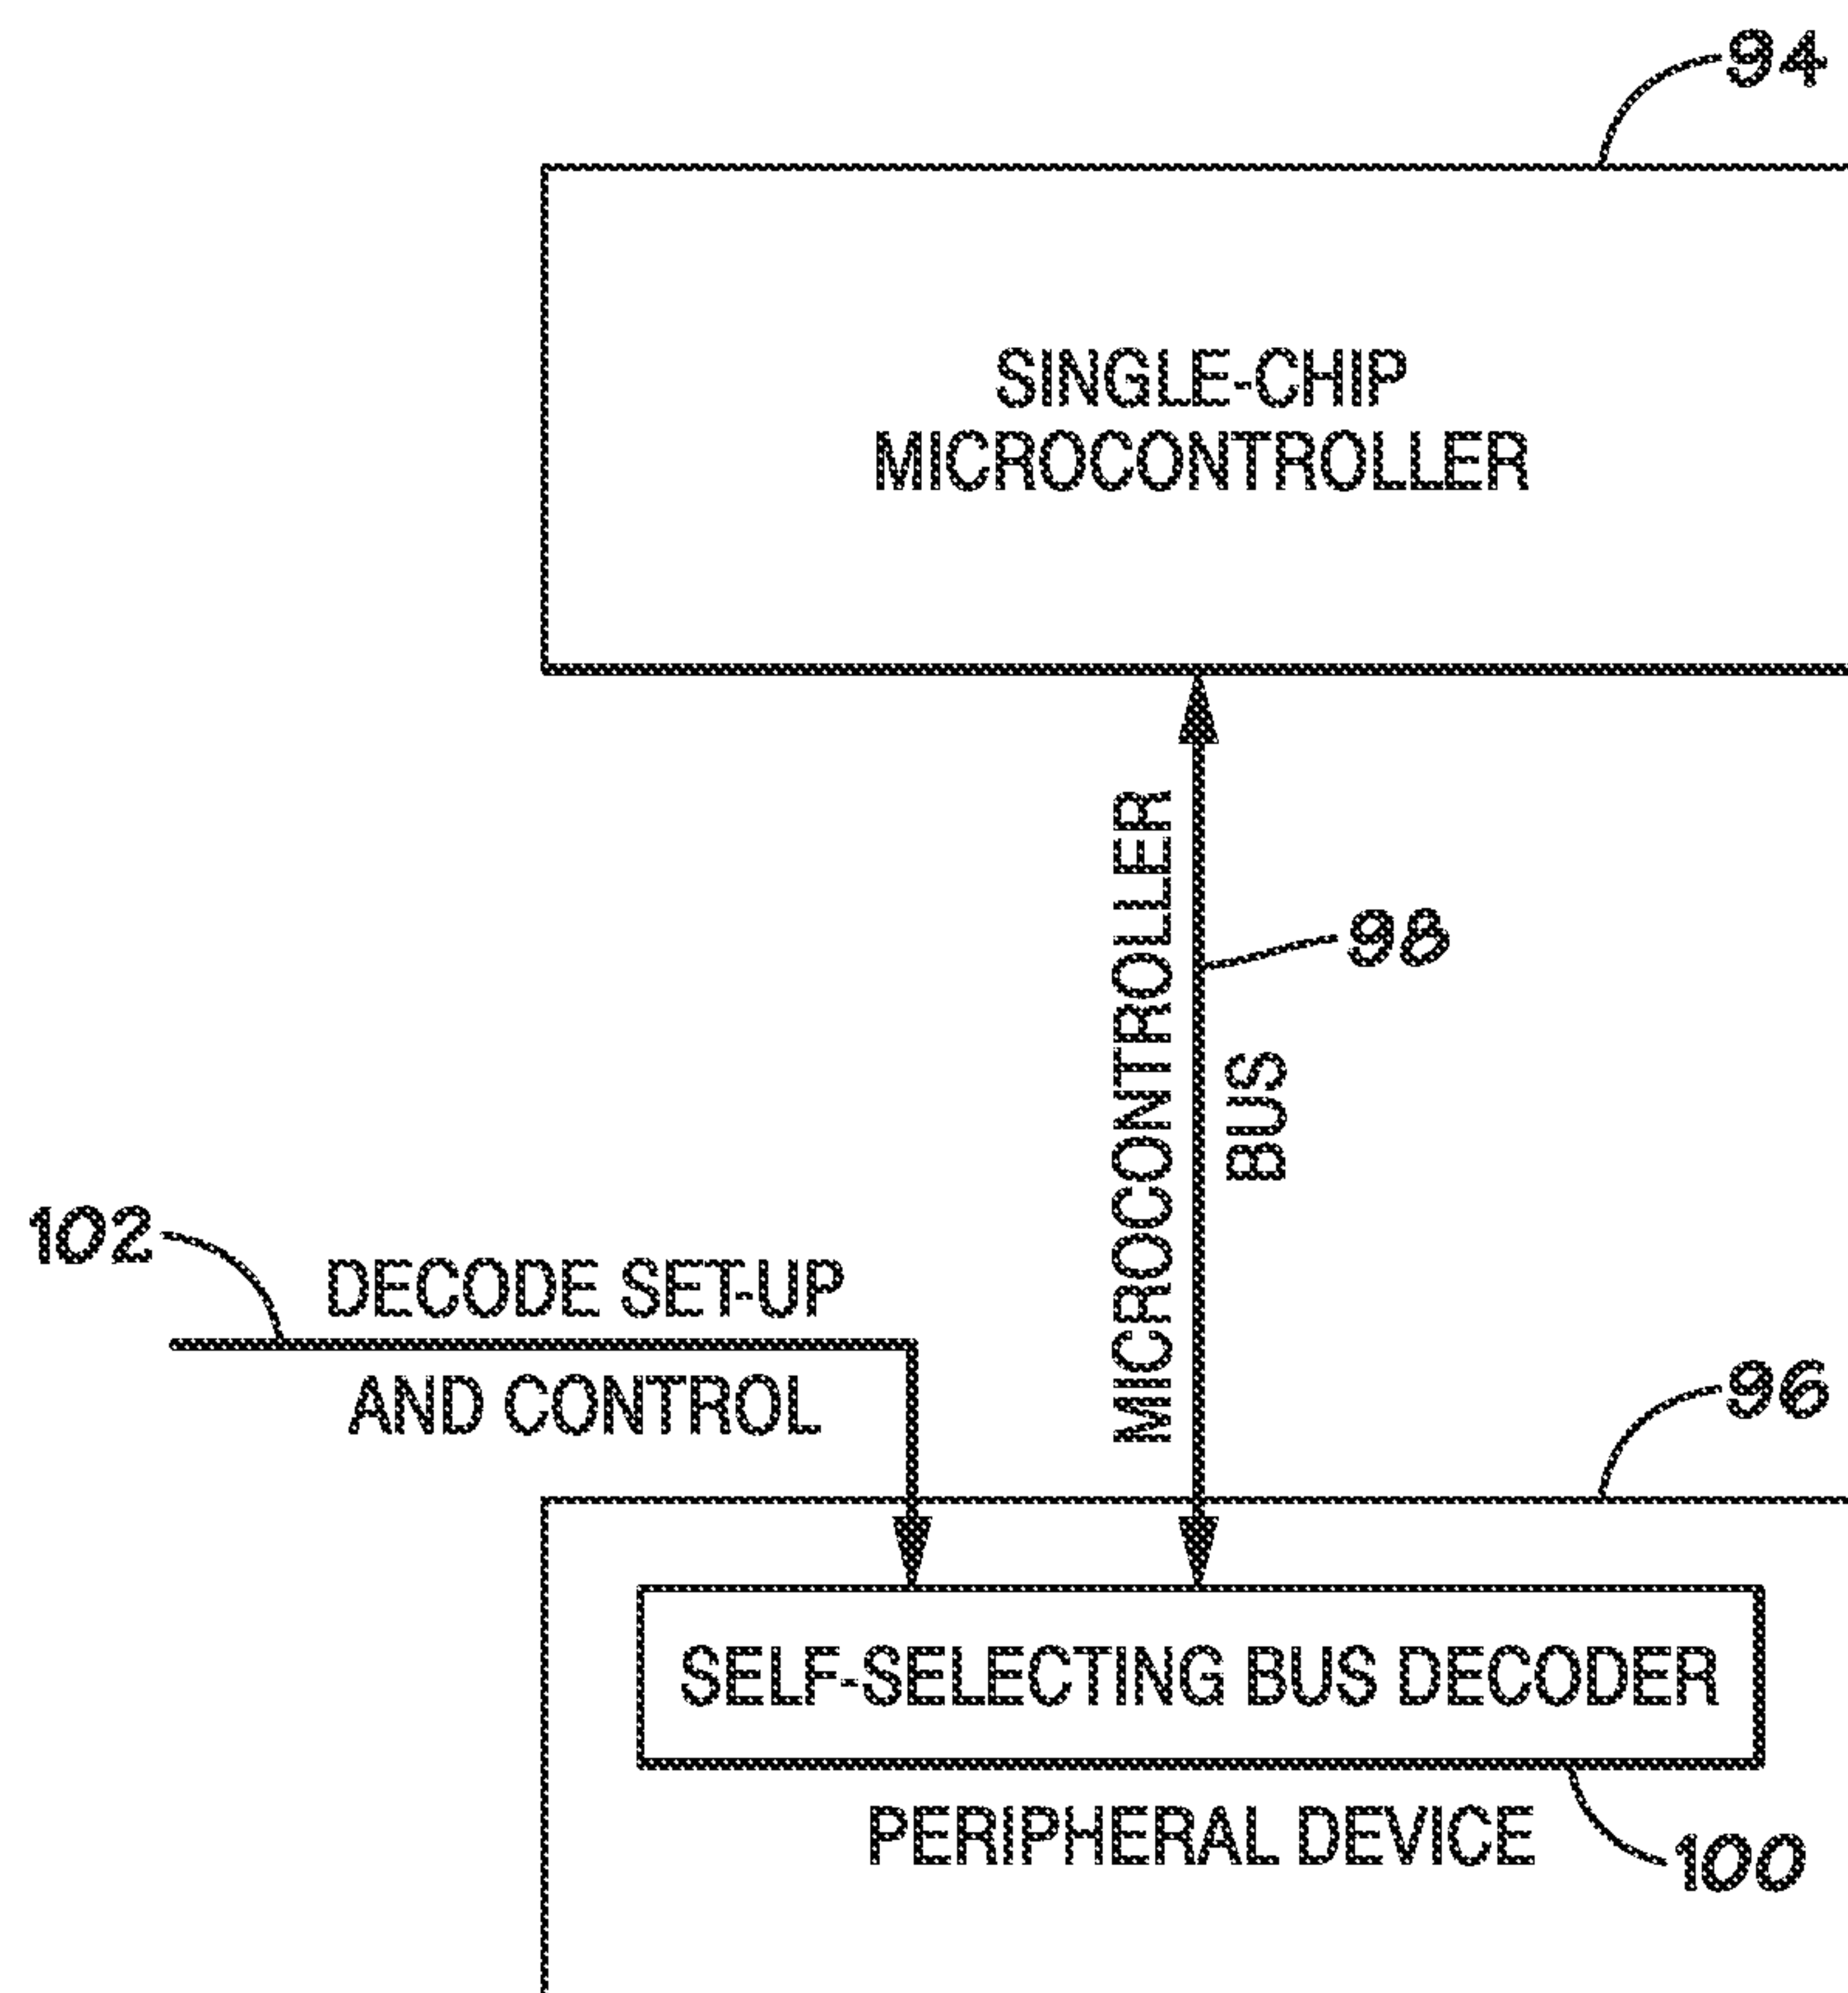 94
SINGLE-CHIP
MICROCONTROLLER
MICROCONTROLLER
98
BUS
102
DECODE SET-UP
AND CONTROL
96
SELF-SELECTING BUS DECODER
PERIPHERAL DEVICE
100